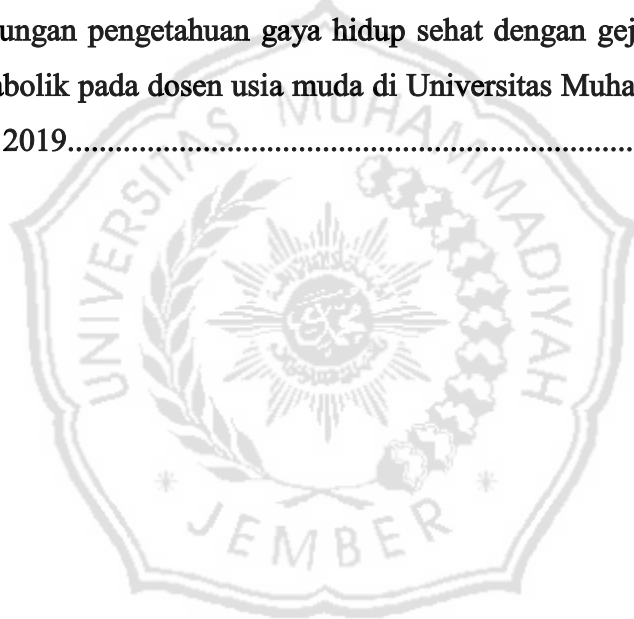 ungan pengetahuan gaya hidup sehat dengan gej
abolik pada dosen usia muda di Universitas Muha
2019......................................................................
UNIVERSITAS MUHAMMADIYAH
* JEMBER *